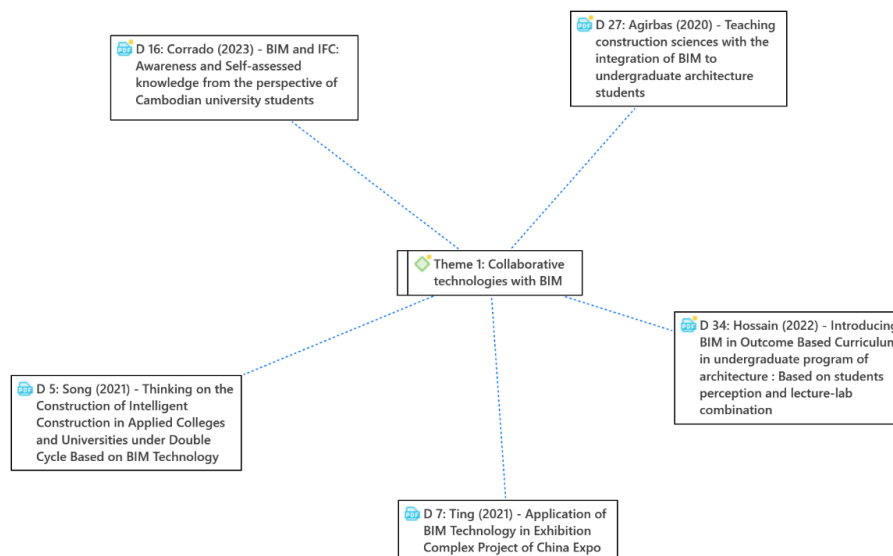 D 16: Corrado (2023) - BIM and IFC:
Awareness and Self-assessed
knowledge from the perspective of
Cambodian university students
D 27: Agirbas (2020) - Teaching
construction sciences with the
integration of BIM to
undergraduate architecture
students
Theme 1: Collaborative
technologies with BIM
D 34: Hossain (2022) - Introducing
BIM in Outcome Based Curriculum
in undergraduate program of
architecture : Based on students
perception and lecture-lab
combination
D 5: Song (2021) - Thinking on the
Construction of Intelligent
Construction in Applied Colleges
and Universities under Double
Cycle Based on BIM Technology
D 7: Ting (2021) - Application of
BIM Technology in Exhibition
Complex Project of China Expo